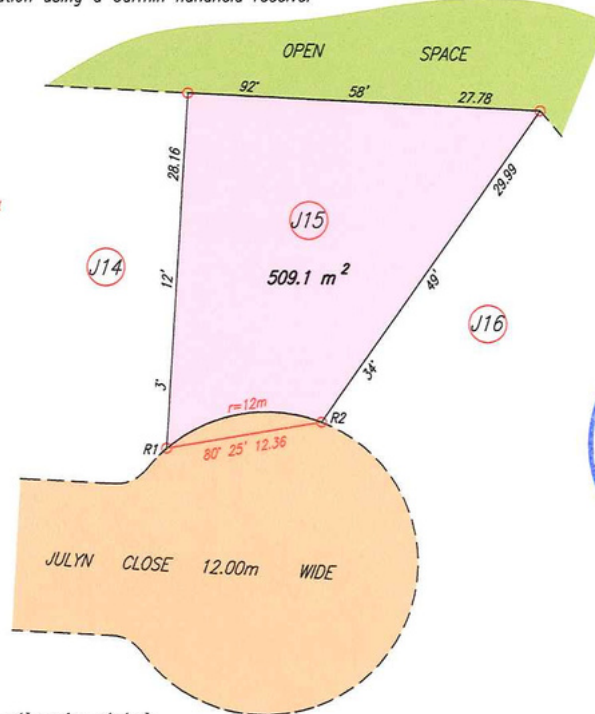 OPEN SPACE
92° 58' 27.78
28.16
29.99
J15
J14
509.1 m²
12'
49'
J16
3°
34°
r=12m
R1
R2
80° 25' 12.36
JULYN CLOSE 12.00m WIDE